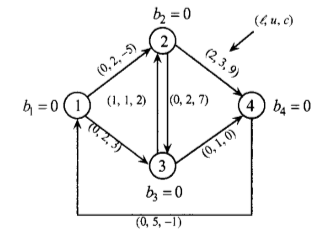 b₂ = 0
(ℓ, u, c)
2
(0, 2, -5)
(2, 3, 9)
b₁ = 0
1
(1, 1, 2)
(0, 2, 7)
4
b₄ = 0
(0, 2, 3)
(0, 1, 0)
3
b₃ = 0
(0, 5, -1)